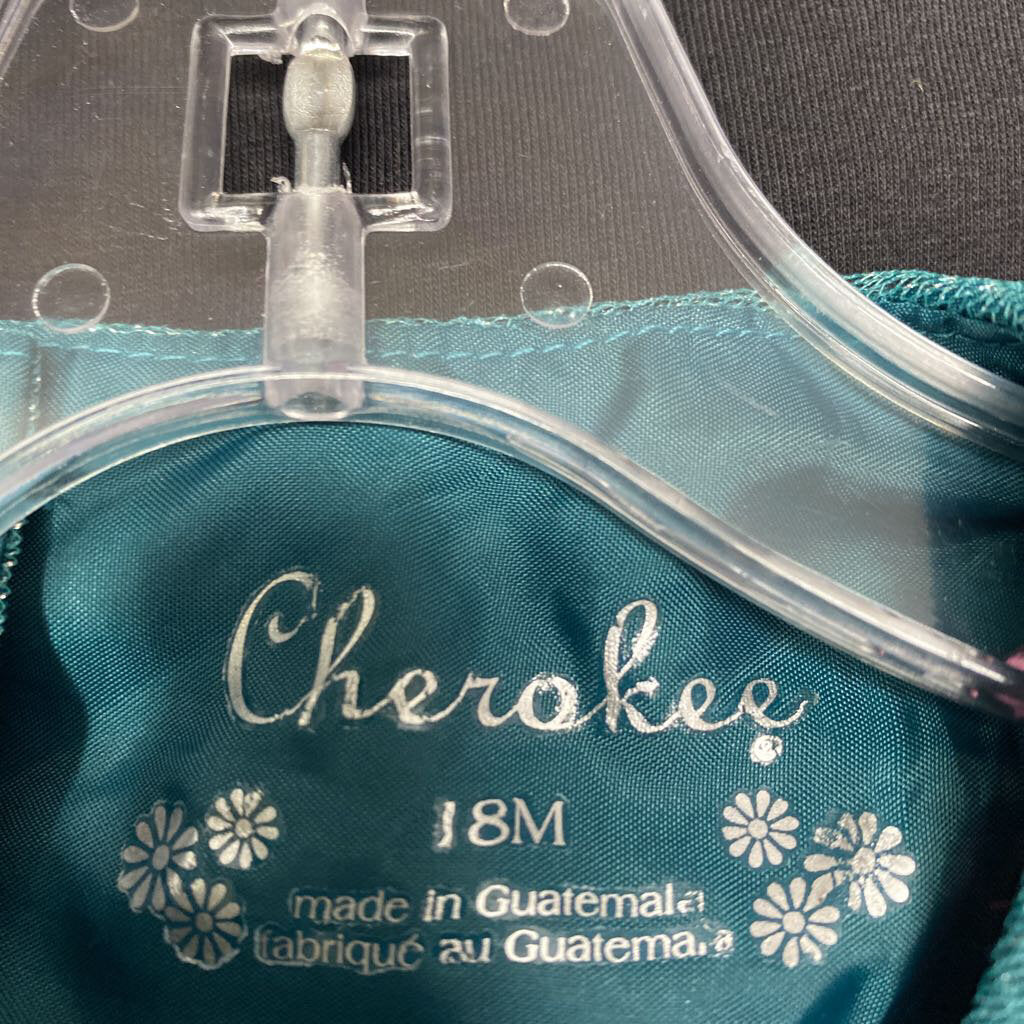 Cherokee®
18M
made in Guatemala
fabriqué au Guatemala